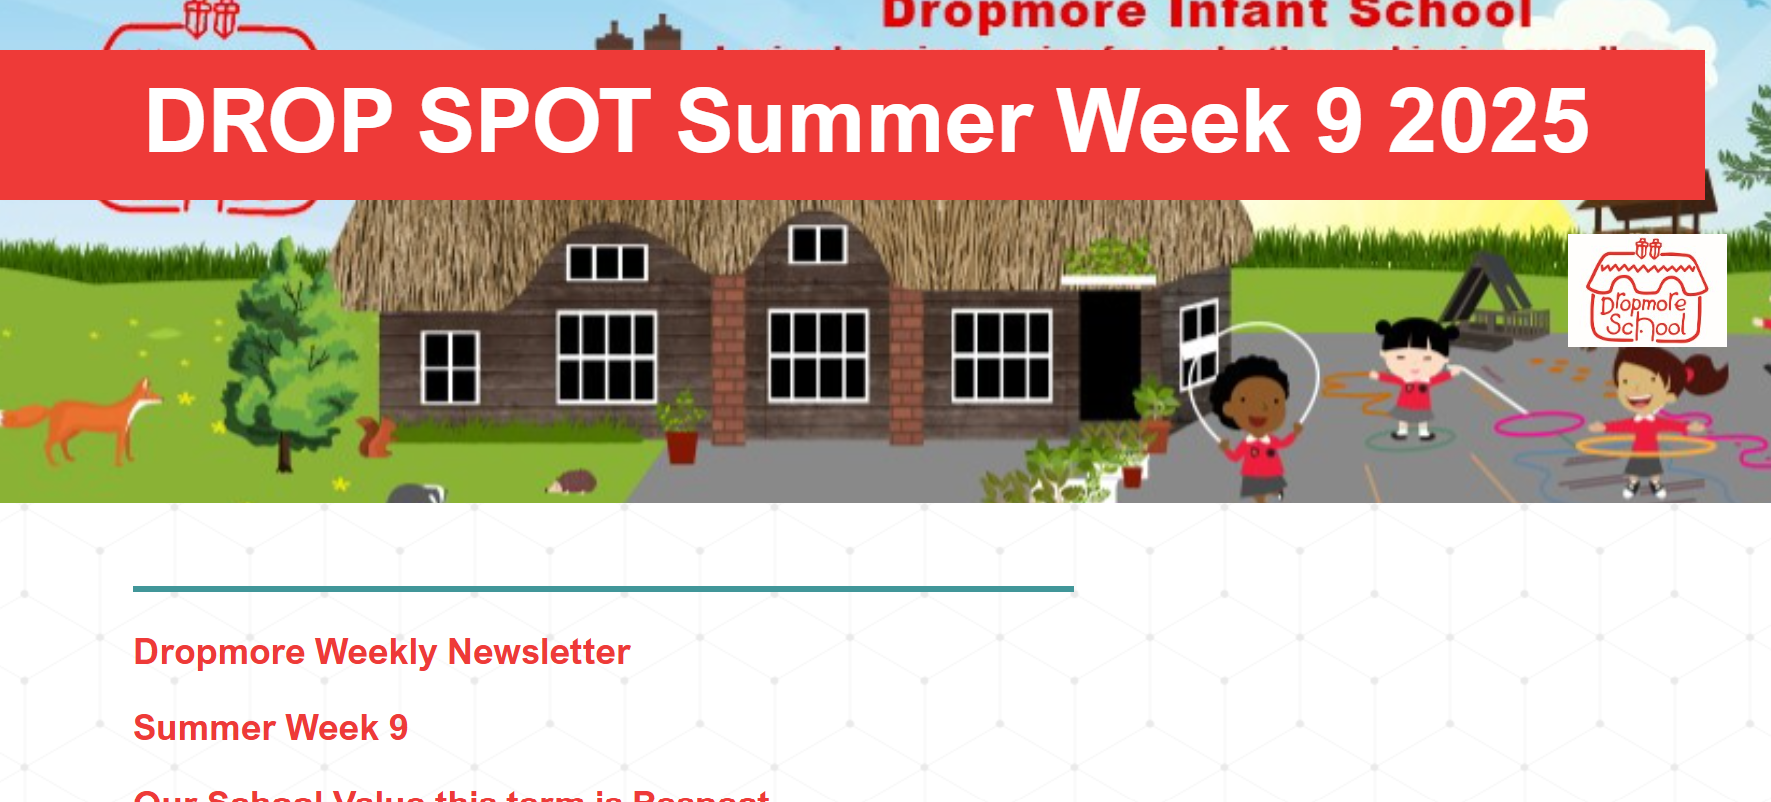 Dropmore Infant School
DROP SPOT Summer Week 9 2025
Dropmore
School
Dropmore Weekly Newsletter
Summer Week 9
Our School Value this term is Respect